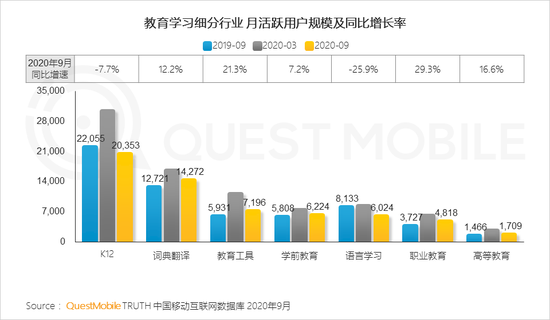 教育学习细分行业 月活跃用户规模及同比增长率
2019-09 2020-03 2020-09
2020年9月
同比增速
-7.7% 12.2% 21.3% 7.2% -25.9% 29.3% 16.6%
35,000
28,000
21,000
14,000
7,000
0
22,055 20,353 12,721 14,272 5,931 7,196 5,808 6,224 8,133 6,024 3,727 4,818 1,466 1,709
K12 词典翻译 教育工具 学前教育 语言学习 职业教育 高等教育
QUEST MOBILE
Source： QuestMobile TRUTH 中国移动互联网数据库 2020年9月